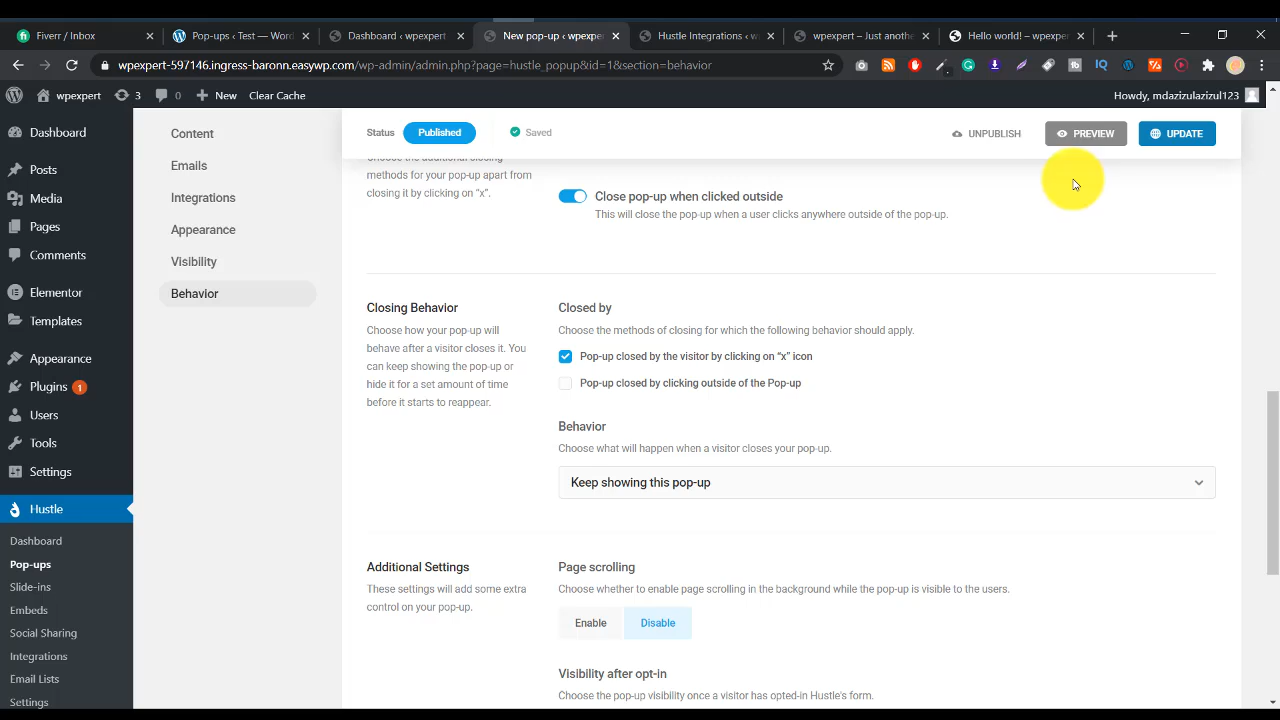 Fiverr / Inbox
Pop-ups ‹ Test — Word
Dashboard ‹ wpexpert
New pop-up ‹ wpexpe
Hustle Integrations ‹ w
wpexpert – Just anothe
Hello world! – wpexper
wpexpert-597146.ingress-baronn.easywp.com/wp-admin/admin.php?page=hustle_popup&id=1&section=behavior
wpexpert
3
0
New
Clear Cache
Howdy, mdazizulazizul123
Dashboard
Posts
Media
Pages
Comments
Elementor
Templates
Appearance
Plugins 1
Users
Tools
Settings
Hustle
Dashboard
Pop-ups
Slide-ins
Embeds
Social Sharing
Integrations
Email Lists
Settings
Content
Emails
Integrations
Appearance
Visibility
Behavior
Status
Published
Saved
UNPUBLISH
PREVIEW
UPDATE
Choose the additional closing
methods for your pop-up apart from
closing it by clicking on “x”.
Close pop-up when clicked outside
This will close the pop-up when a user clicks anywhere outside of the pop-up.
Closing Behavior
Choose how your pop-up will
behave after a visitor closes it. You
can keep showing the pop-up or
hide it for a set amount of time
before it starts to reappear.
Closed by
Choose the methods of closing for which the following behavior should apply.
Pop-up closed by the visitor by clicking on “x” icon
Pop-up closed by clicking outside of the Pop-up
Behavior
Choose what will happen when a visitor closes your pop-up.
Keep showing this pop-up
Additional Settings
These settings will add some extra
control on your pop-up.
Page scrolling
Choose whether to enable page scrolling in the background while the pop-up is visible to the users.
Enable
Disable
Visibility after opt-in
Choose the pop-up visibility once a visitor has opted-in Hustle's form.